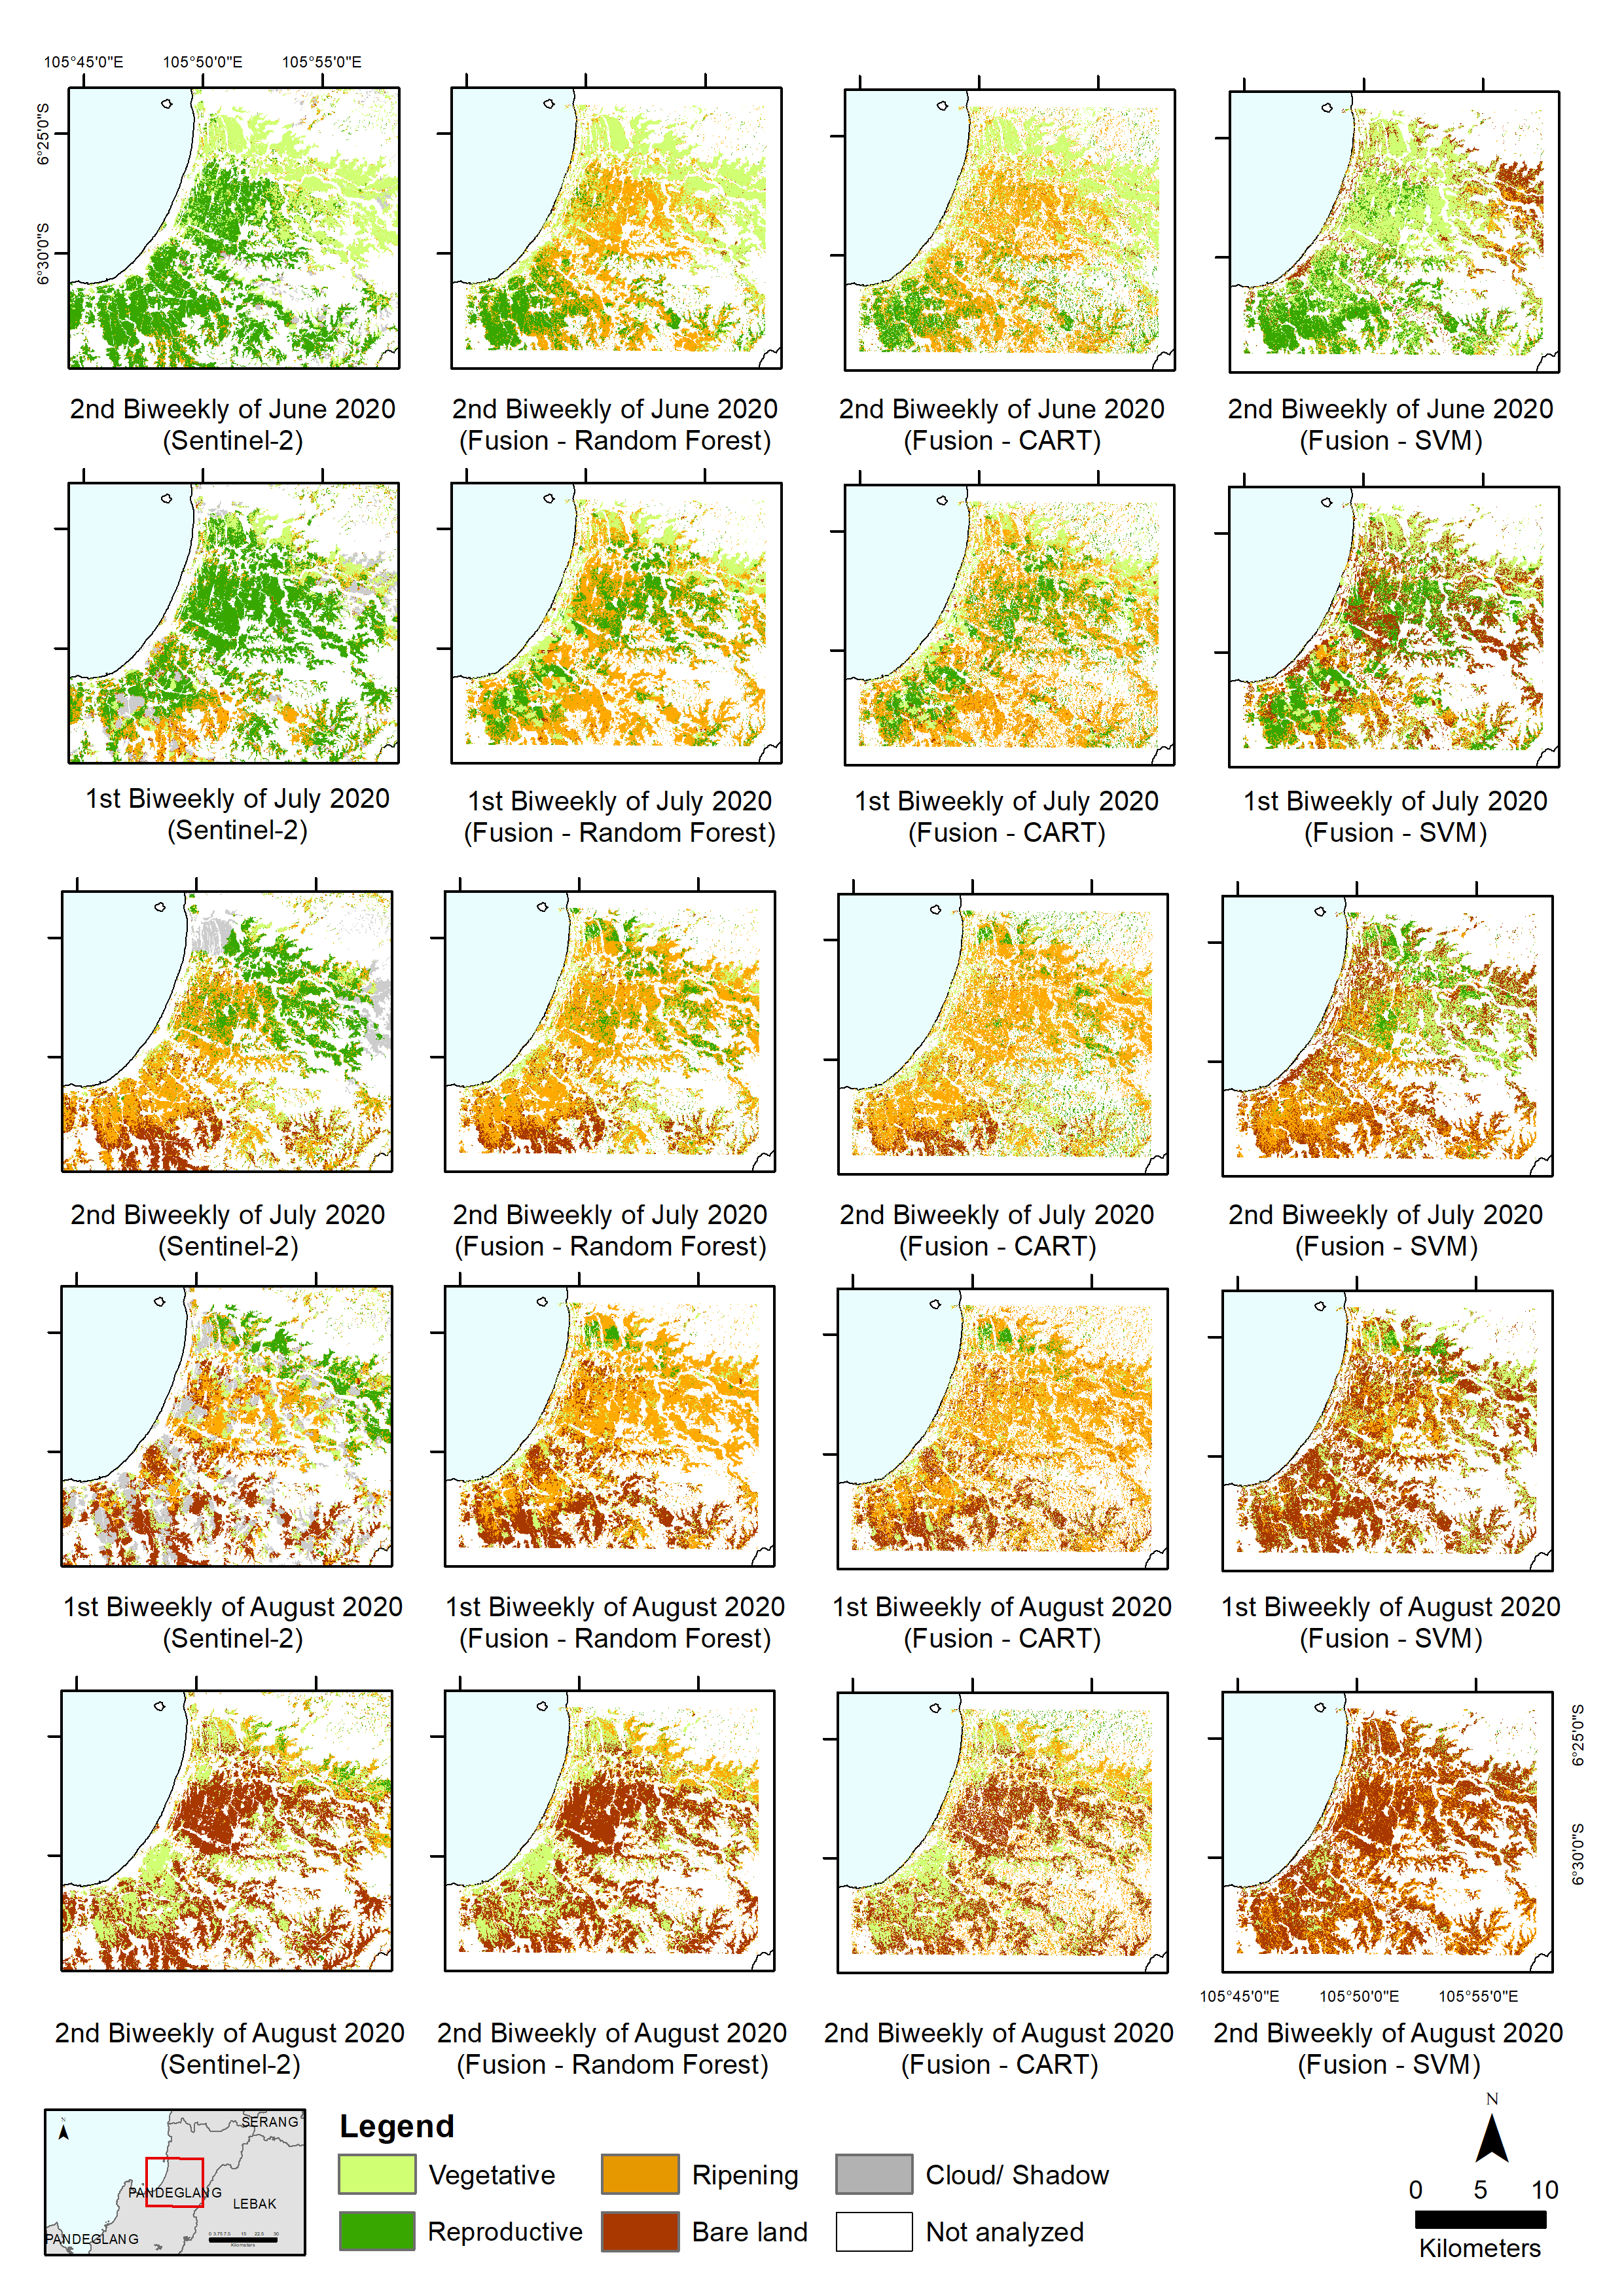 105°45'0"E 105°50'0"E 105°55'0"E
6°25'0"S
6°30'0"S
2nd Biweekly of June 2020
(Sentinel-2)
2nd Biweekly of June 2020
(Fusion - Random Forest)
2nd Biweekly of June 2020
(Fusion - CART)
2nd Biweekly of June 2020
(Fusion - SVM)
1st Biweekly of July 2020
(Sentinel-2)
1st Biweekly of July 2020
(Fusion - Random Forest)
1st Biweekly of July 2020
(Fusion - CART)
1st Biweekly of July 2020
(Fusion - SVM)
2nd Biweekly of July 2020
(Sentinel-2)
2nd Biweekly of July 2020
(Fusion - Random Forest)
2nd Biweekly of July 2020
(Fusion - CART)
2nd Biweekly of July 2020
(Fusion - SVM)
1st Biweekly of August 2020
(Sentinel-2)
1st Biweekly of August 2020
(Fusion - Random Forest)
1st Biweekly of August 2020
(Fusion - CART)
1st Biweekly of August 2020
(Fusion - SVM)
6°25'0"S
6°30'0"S
105°45'0"E 105°50'0"E 105°55'0"E
2nd Biweekly of August 2020
(Sentinel-2)
2nd Biweekly of August 2020
(Fusion - Random Forest)
2nd Biweekly of August 2020
(Fusion - CART)
2nd Biweekly of August 2020
(Fusion - SVM)
N
SERANG
PANDEGLANG
LEBAK
PANDEGLANG
0 3.75 7.5 15 22.5 30
Kilometers
Legend
Vegetative
Ripening
Cloud/ Shadow
Reproductive
Bare land
Not analyzed
N
0 5 10
Kilometers